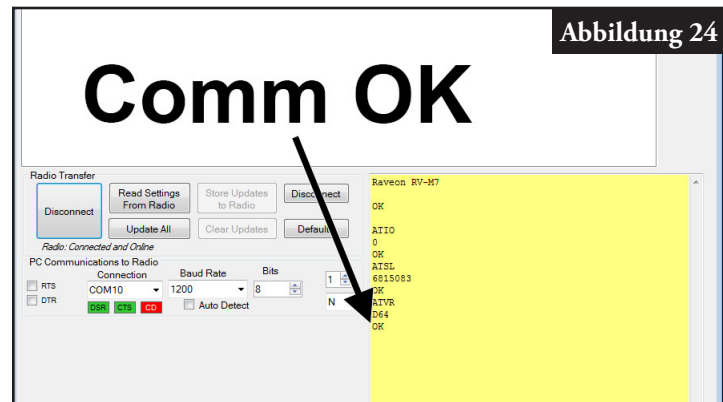 Abbildung 24
Comm OK
Radio Transfer
Disconnect
Read Settings From Radio
Store Updates to Radio
Disconnect
Update All
Clear Updates
Radio: Connected and Online
PC Communications to Radio
Connection
Baud Rate
Bits
RTS
COM10
1200
8
1
DTR
DSR
CTS
CD
Auto Detect
N
Raveon RV-M7
OK
ATIO
0
OK
ATSL
6815083
OK
ATVR
D64
OK